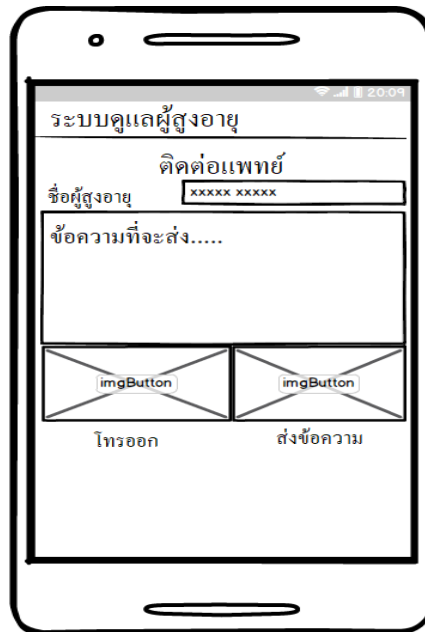 20:09
ระบบดูแลผู้สูงอายุ
ติดต่อแพทย์
ชื่อผู้สูงอายุ xxxxx xxxxx
ข้อความที่จะส่ง.....
imgButton imgButton
โทรออก ส่งข้อความ